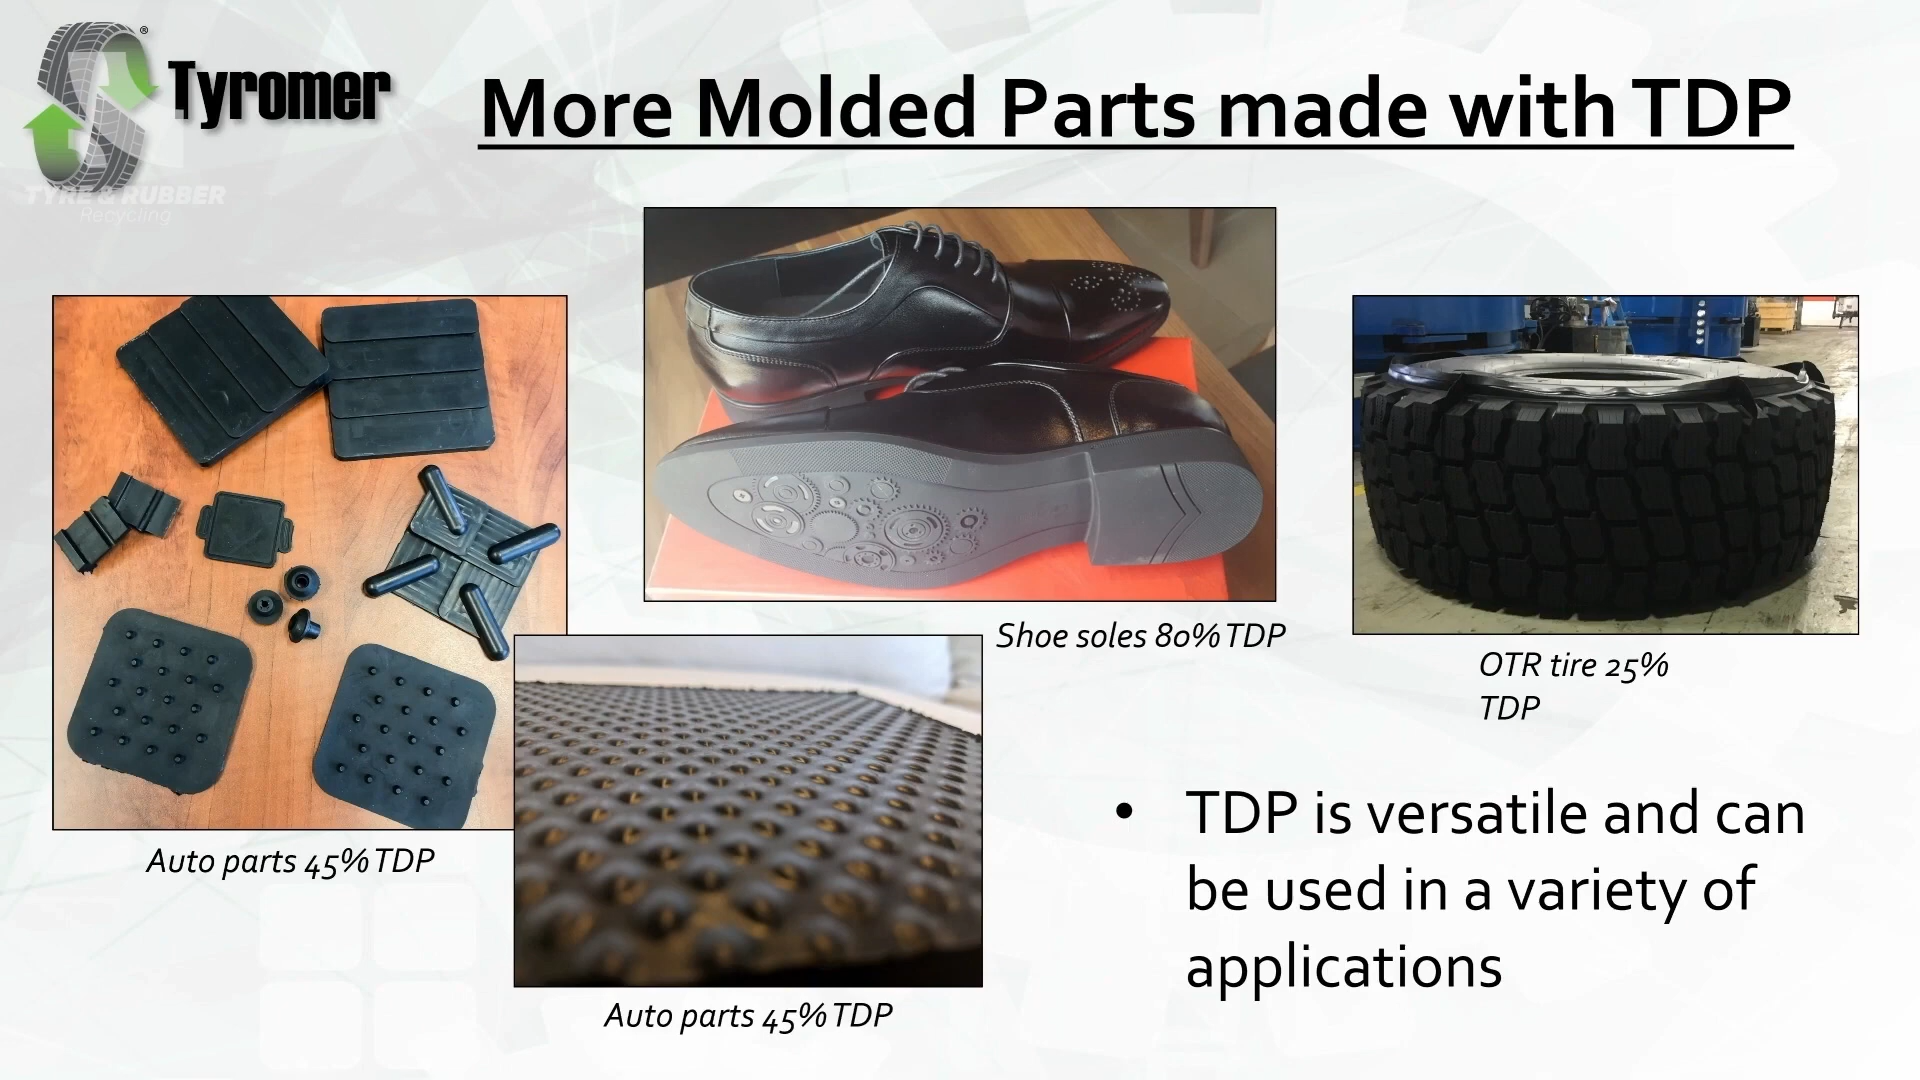 ®
Tyromer
TYRE & RUBBER
Recycling
More Molded Parts made with TDP
Shoe soles 80% TDP
OTR tire 25%
TDP
Auto parts 45% TDP
Auto parts 45% TDP
• TDP is versatile and can
be used in a variety of
applications